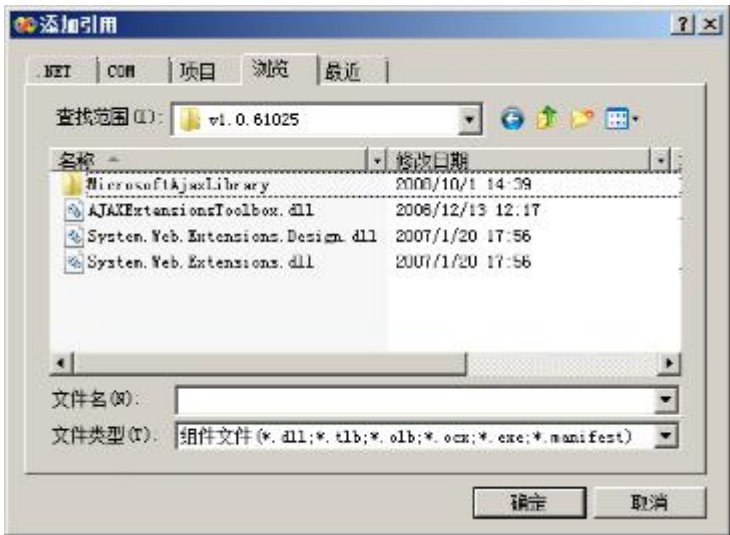 添加引用
.NET COM 项目 浏览 最近
查找范围(I): v1.0.61025
名称 修改日期
MicrosoftAjaxLibrary 2008/10/1 14:39
AJAXExtensionsToolbox.dll 2006/12/13 12:17
System.Web.Extensions.Design.dll 2007/1/20 17:56
System.Web.Extensions.dll 2007/1/20 17:56
文件名(N):
文件类型(T): 组件文件(*.dll;*.tlb;*.olb;*.ocx;*.exe;*.manifest)
确定 取消